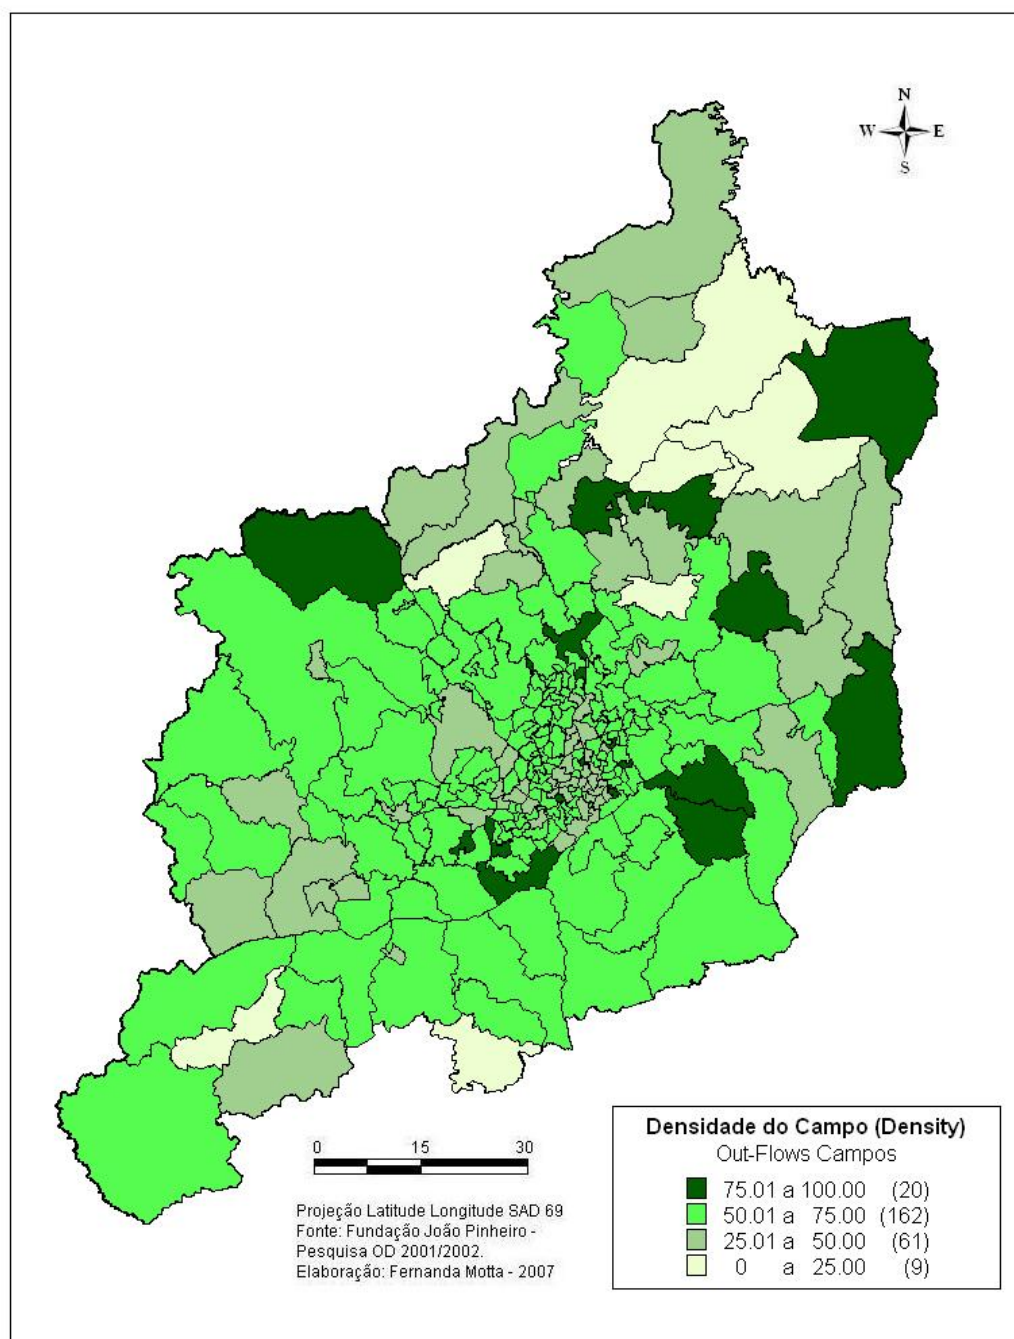 N
W E
S
0 15 30
Projeção Latitude Longitude SAD 69
Fonte: Fundação João Pinheiro -
Pesquisa OD 2001/2002.
Elaboração: Fernanda Motta - 2007
Densidade do Campo (Density)
Out-Flows Campos
75.01 a 100.00 (20)
50.01 a 75.00 (162)
25.01 a 50.00 (61)
0 a 25.00 (9)